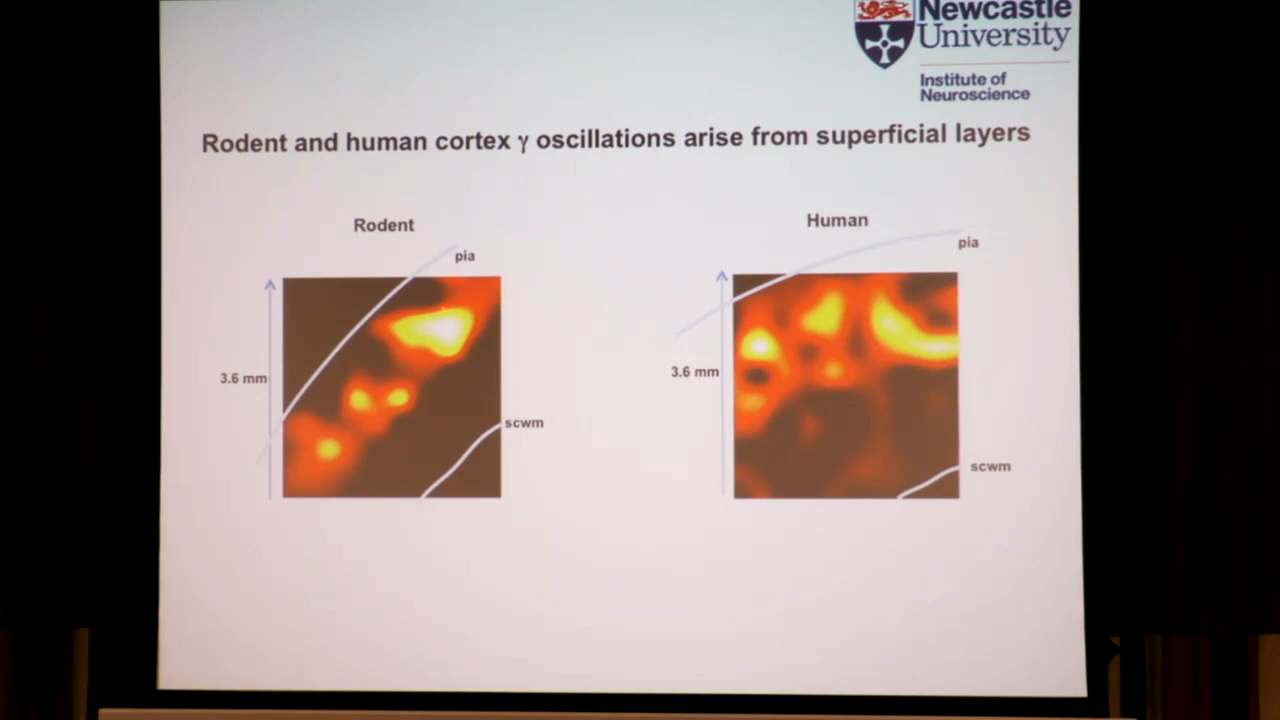 Newcastle
University
Institute of
Neuroscience
Rodent and human cortex γ oscillations arise from superficial layers
Rodent
pia
3.6 mm
scwm
Human
pia
3.6 mm
scwm